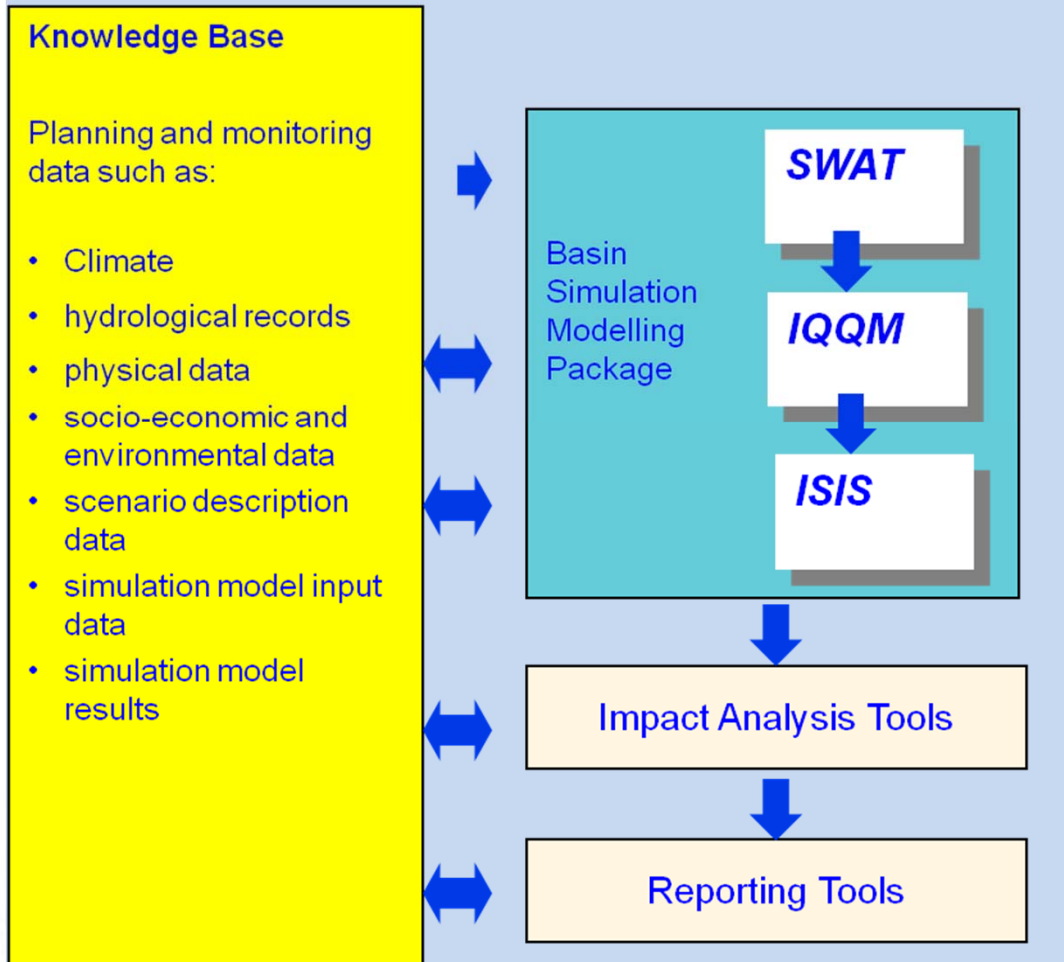 Knowledge Base
Planning and monitoring
data such as:
• Climate
• hydrological records
• physical data
• socio-economic and
environmental data
• scenario description
data
• simulation model input
data
• simulation model
results
Basin
Simulation
Modelling
Package
SWAT
IQQM
ISIS
Impact Analysis Tools
Reporting Tools